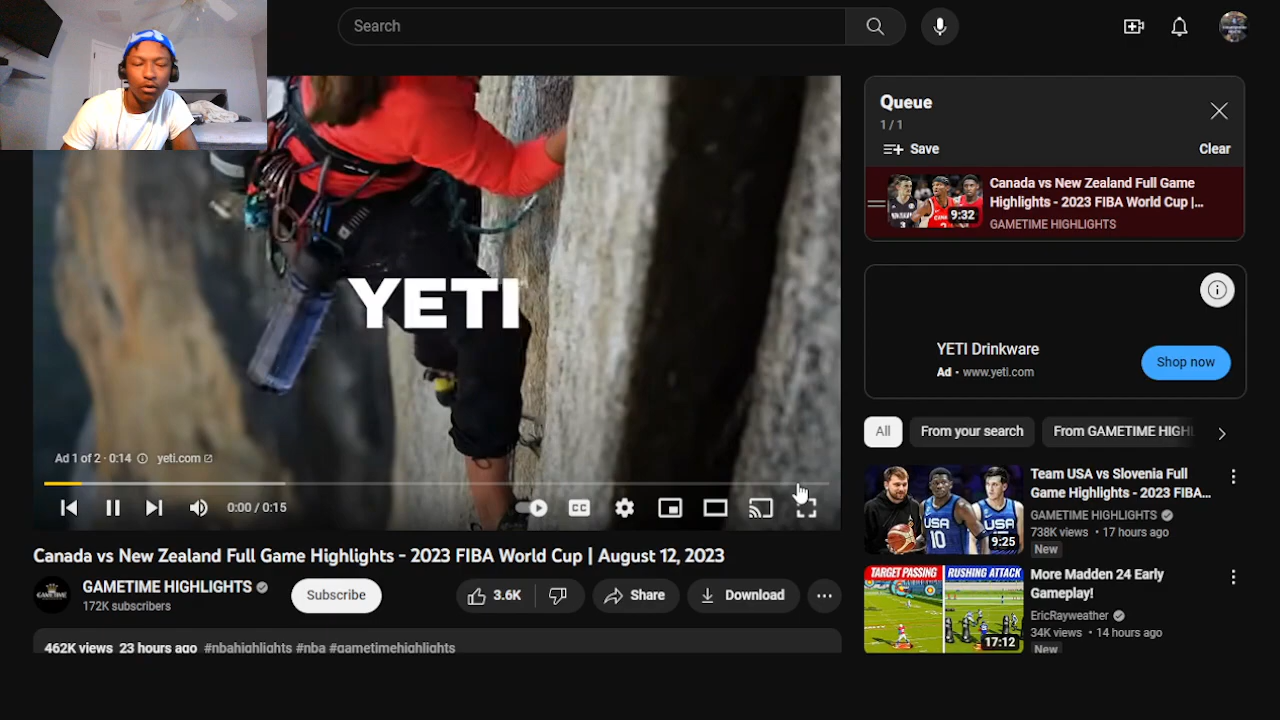 Search
YETI
Ad 1 of 2 · 0:14
yeti.com
0:00 / 0:15
CC
Canada vs New Zealand Full Game Highlights - 2023 FIBA World Cup | August 12, 2023
GAMETIME HIGHLIGHTS
172K subscribers
Subscribe
3.6K
Share
Download
462K views 23 hours ago #nbahighlights #nba #gametimehighlights
Queue
1 / 1
Save
Clear
9:32
Canada vs New Zealand Full Game
Highlights - 2023 FIBA World Cup |...
GAMETIME HIGHLIGHTS
YETI Drinkware
Ad · www.yeti.com
Shop now
All
From your search
From GAMETIME HIGHL
USA
10
USA
9:25
Team USA vs Slovenia Full
Game Highlights - 2023 FIBA...
GAMETIME HIGHLIGHTS
738K views · 17 hours ago
New
TARGET PASSING
RUSHING ATTACK
17:12
More Madden 24 Early
Gameplay!
EricRayweather
34K views · 14 hours ago
New